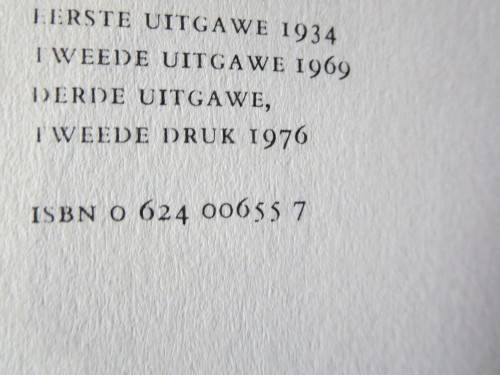 EERSTE UITGAWE 1934
TWEEDE UITGAWE 1969
DERDE UITGAWE,
TWEEDE DRUK 1976
ISBN 0 624 00655 7